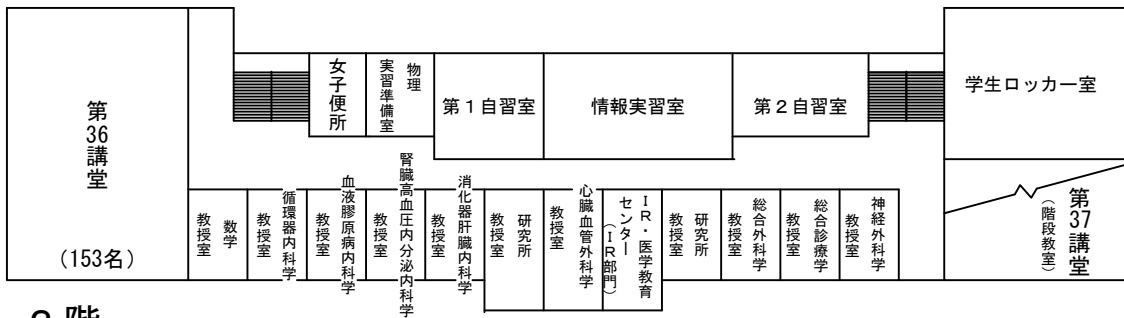 第36講堂
(153名)
女子便所
物理
実習準備室
第1自習室
情報実習室
第2自習室
学生ロッカー室
第37講堂
(階段教室)
数学
教授室
循環器内科学
教授室
血液膠原病内科学
教授室
腎臓高血圧内分泌内科学
教授室
消化器肝臓内科学
教授室
研究所
教授室
心臓血管外科学
教授室
IR・医学教育
センター
(IR部門)
研究所
教授室
総合外科学
教授室
総合診療学
教授室
神経外科学
教授室